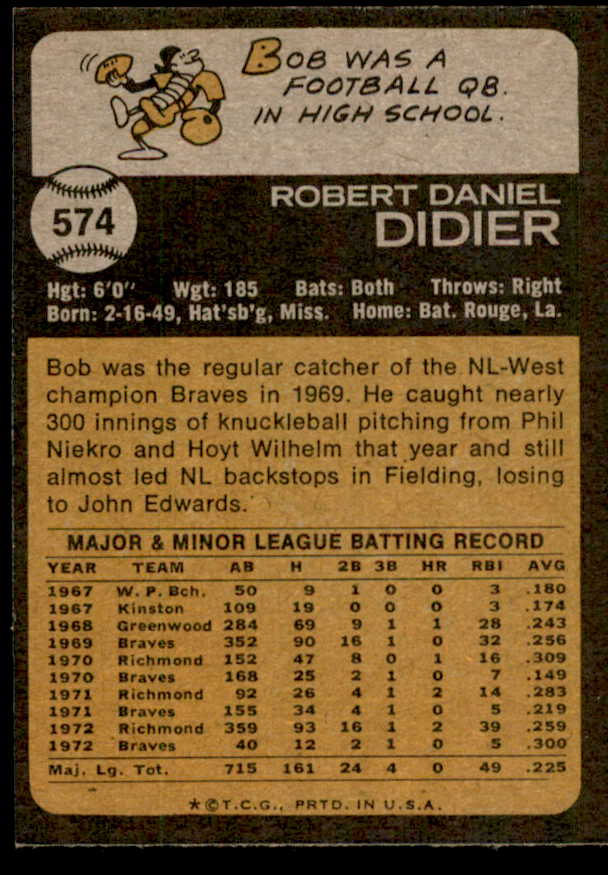 BOB WAS A
FOOTBALL QB.
IN HIGH SCHOOL.
574
ROBERT DANIEL
DIDIER
Hgt: 6'0" Wgt: 185 Bats: Both Throws: Right
Born: 2-16-49, Hat'sb'g, Miss. Home: Bat. Rouge, La.
Bob was the regular catcher of the NL-West
champion Braves in 1969. He caught nearly
300 innings of knuckleball pitching from Phil
Niekro and Hoyt Wilhelm that year and still
almost led NL backstops in Fielding, losing
to John Edwards.
MAJOR & MINOR LEAGUE BATTING RECORD
YEAR TEAM AB H 2B 3B HR RBI AVG
1967 W. P. Bch. 50 9 1 0 0 3 .180
1967 Kinston 109 19 0 0 0 3 .174
1968 Greenwood 284 69 9 1 1 28 .243
1969 Braves 352 90 16 1 0 32 .256
1970 Richmond 152 47 8 0 1 16 .309
1970 Braves 168 25 2 1 0 7 .149
1971 Richmond 92 26 4 1 2 14 .283
1971 Braves 155 34 4 1 0 5 .219
1972 Richmond 359 93 16 1 2 39 .259
1972 Braves 40 12 2 1 0 5 .300
Maj. Lg. Tot. 715 161 24 4 0 49 .225
★©T.C.G., PRTD. IN U.S.A.